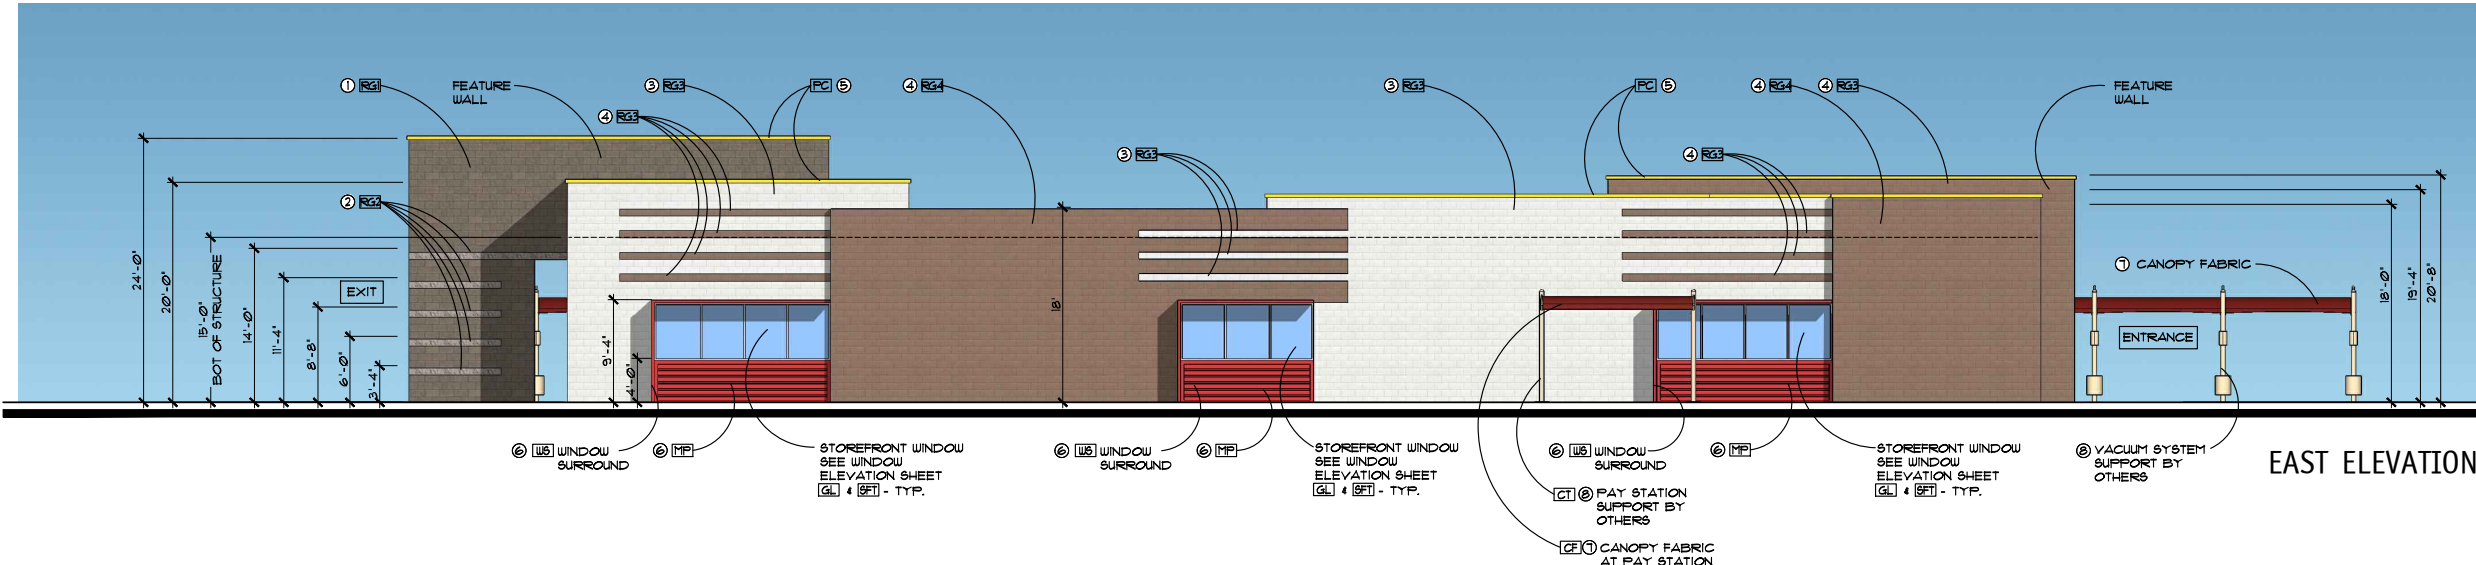 ① RG1
FEATURE
WALL
③ RG3
PC ⑤
④ RG4
③ RG3
PC ⑤
④ RG4
④ RG3
FEATURE
WALL
④ RG3
③ RG3
④ RG3
② RG2
24'-0"
20'-0"
15'-0"
BOT OF STRUCTURE
14'-0"
11'-4"
8'-8"
6'-0"
3'-4"
EXIT
9'-4"
4'-0"
18'
⑦ CANOPY FABRIC
ENTRANCE
18'-0"
19'-4"
20'-8"
⑥ WS WINDOW
SURROUND
⑥ MP
STOREFRONT WINDOW
SEE WINDOW
ELEVATION SHEET
GL & SFT - TYP.
⑥ WS WINDOW
SURROUND
⑥ MP
STOREFRONT WINDOW
SEE WINDOW
ELEVATION SHEET
GL & SFT - TYP.
⑥ WS WINDOW
SURROUND
⑥ MP
STOREFRONT WINDOW
SEE WINDOW
ELEVATION SHEET
GL & SFT - TYP.
⑧ VACUUM SYSTEM
SUPPORT BY
OTHERS
CT ⑧ PAY STATION
SUPPORT BY
OTHERS
CF ⑦ CANOPY FABRIC
AT PAY STATION
EAST ELEVATION